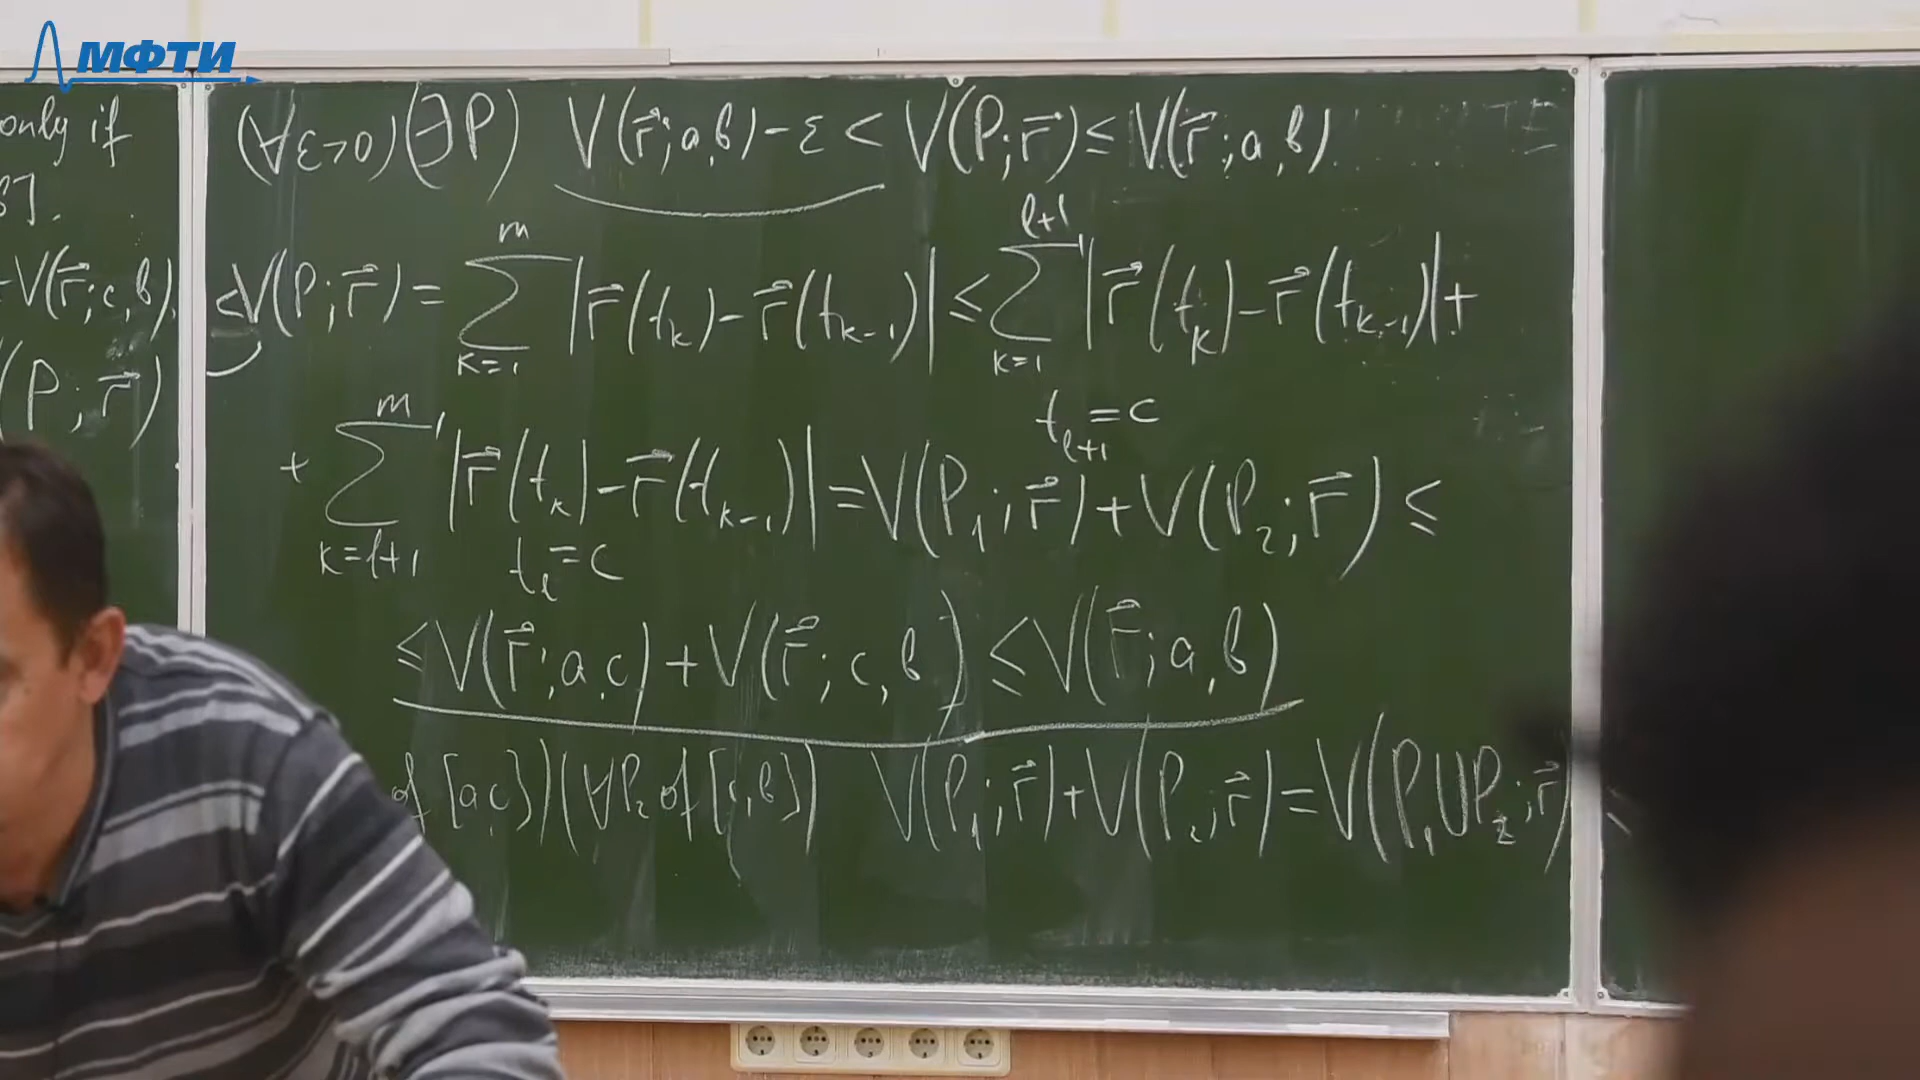 МФТИ
only if
в].
-V(r⃗; c, в),
(P; r⃗)
(∀ε>0)(∃P) V(r⃗; a, в) - ε < V(P; r⃗) ≤ V(r⃗; a, в).
<V(P; r⃗) = ∑_{k=1}^{m} |r⃗(t_k) - r⃗(t_{k-1})| ≤ ∑_{k=1}^{l+1}' |r⃗(t_k) - r⃗(t_{k-1})| +
t_{l+1} = c
+ ∑_{k=l+1}^{m}' |r⃗(t_k) - r⃗(t_{k-1})| = V(P_1; r⃗) + V(P_2; r⃗) ≤
t_l = c
≤ V(r⃗; a, c) + V(r⃗; c, в) ≤ V(r⃗; a, в)
of [a,c])(∀P_2 of [c, в]) V(P_1; r⃗) + V(P_2; r⃗) = V(P_1 ∪ P_2; r⃗)